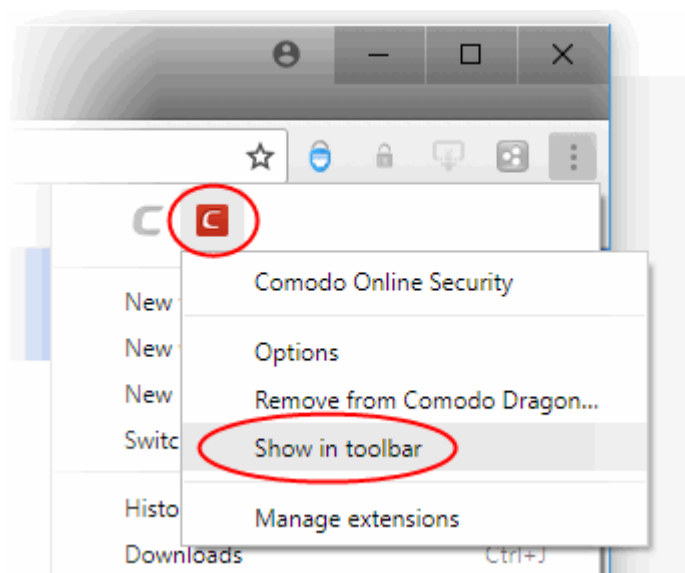 Comodo Online Security
New
New
Options
New
Remove from Comodo Dragon...
Switc
Show in toolbar
Histo
Manage extensions
Downloads
Ctrl+J